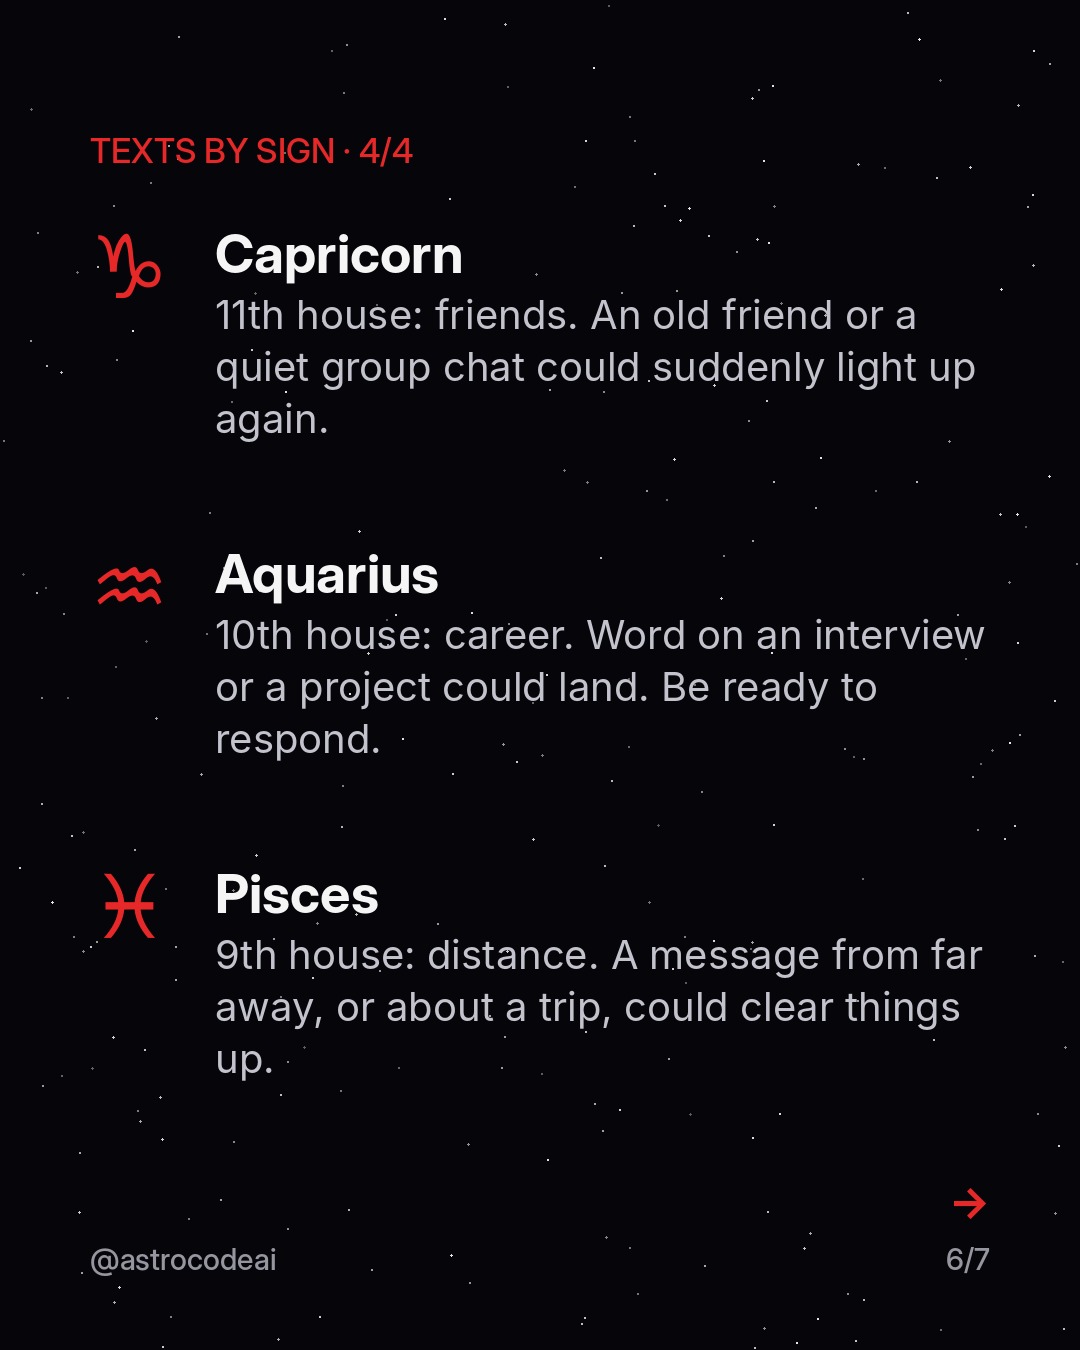 TEXTS BY SIGN · 4/4
♑ Capricorn
11th house: friends. An old friend or a
quiet group chat could suddenly light up
again.
♒ Aquarius
10th house: career. Word on an interview
or a project could land. Be ready to
respond.
♓ Pisces
9th house: distance. A message from far
away, or about a trip, could clear things
up.
→
@astrocodeai
6/7